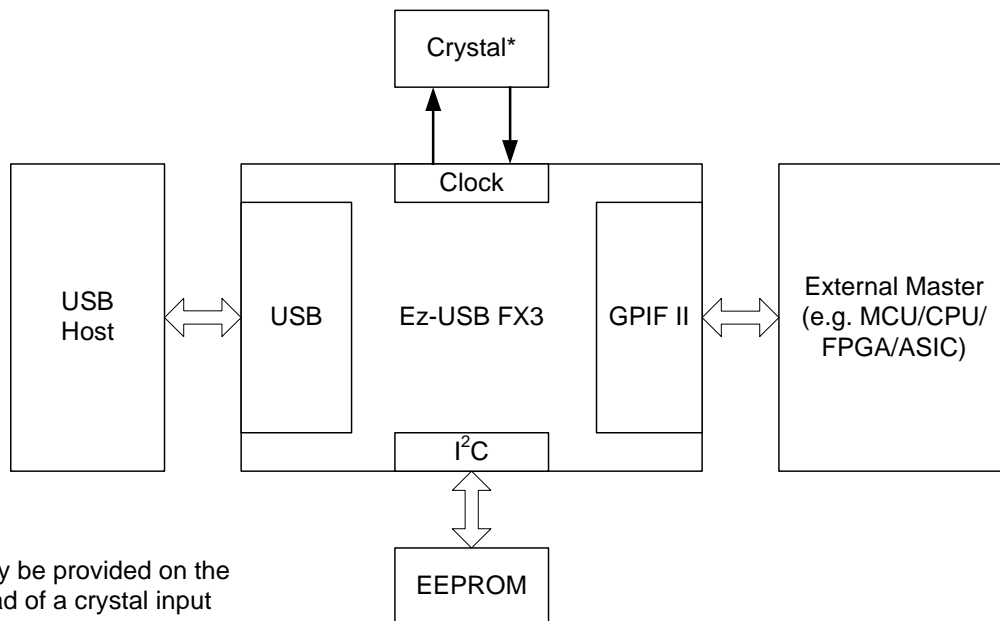 Crystal*
Clock
USB
Host
USB
Ez-USB FX3
GPIF II
External Master
(e.g. MCU/CPU/
FPGA/ASIC)
I²C
EEPROM
be provided on the
of a crystal input